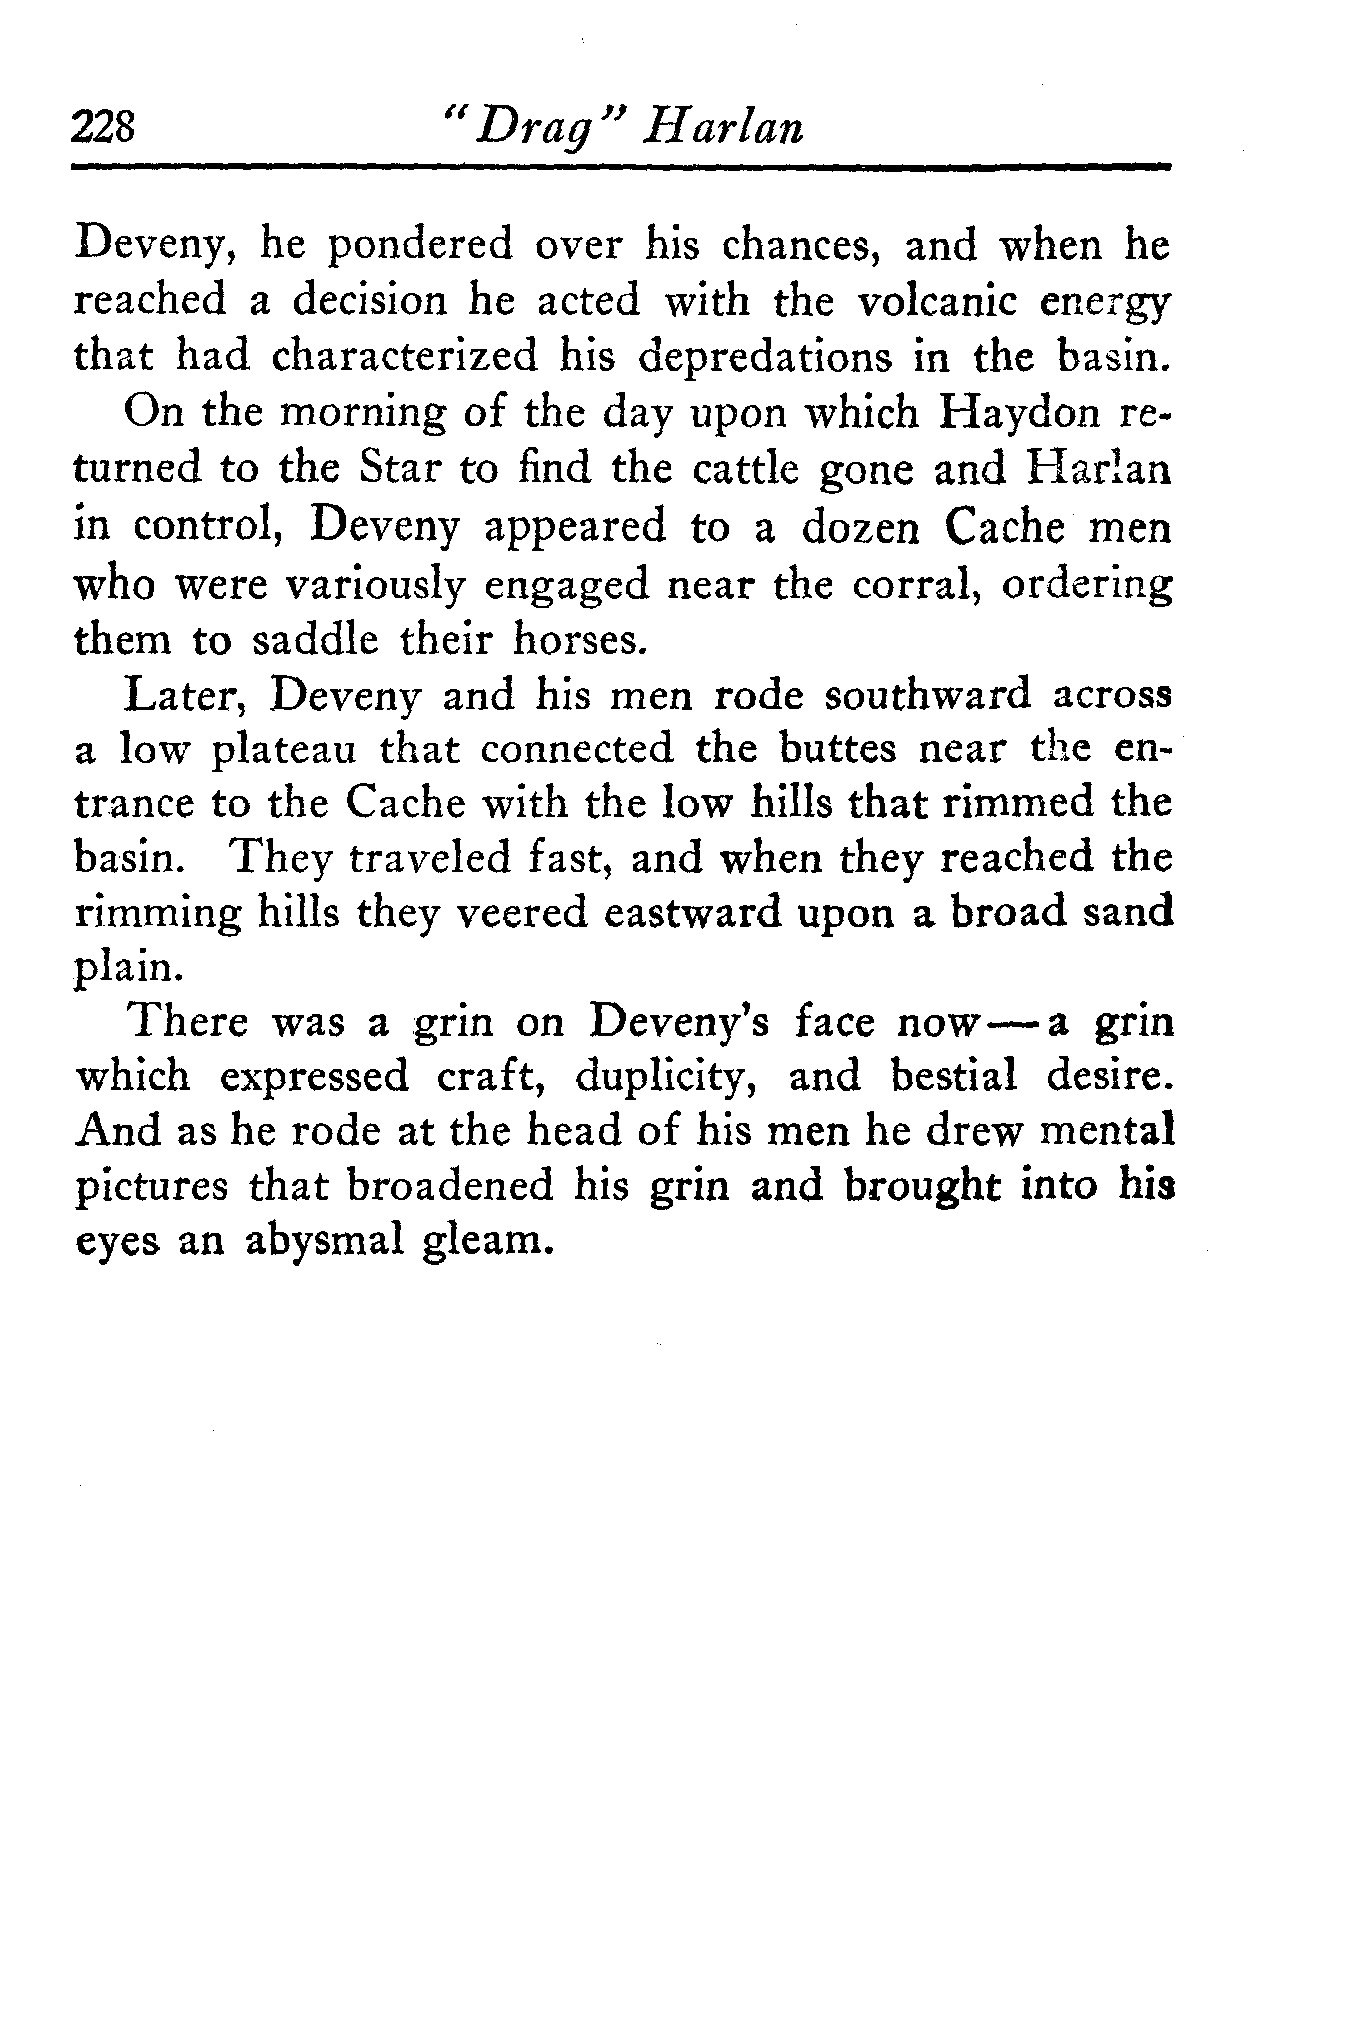 228 "Drag" Harlan
Deveny, he pondered over his chances, and when he
reached a decision he acted with the volcanic energy
that had characterized his depredations in the basin.
On the morning of the day upon which Haydon re-
turned to the Star to find the cattle gone and Harlan
in control, Deveny appeared to a dozen Cache men
who were variously engaged near the corral, ordering
them to saddle their horses.
Later, Deveny and his men rode southward across
a low plateau that connected the buttes near the en-
trance to the Cache with the low hills that rimmed the
basin. They traveled fast, and when they reached the
rimming hills they veered eastward upon a broad sand
plain.
There was a grin on Deveny's face now—a grin
which expressed craft, duplicity, and bestial desire.
And as he rode at the head of his men he drew mental
pictures that broadened his grin and brought into his
eyes an abysmal gleam.